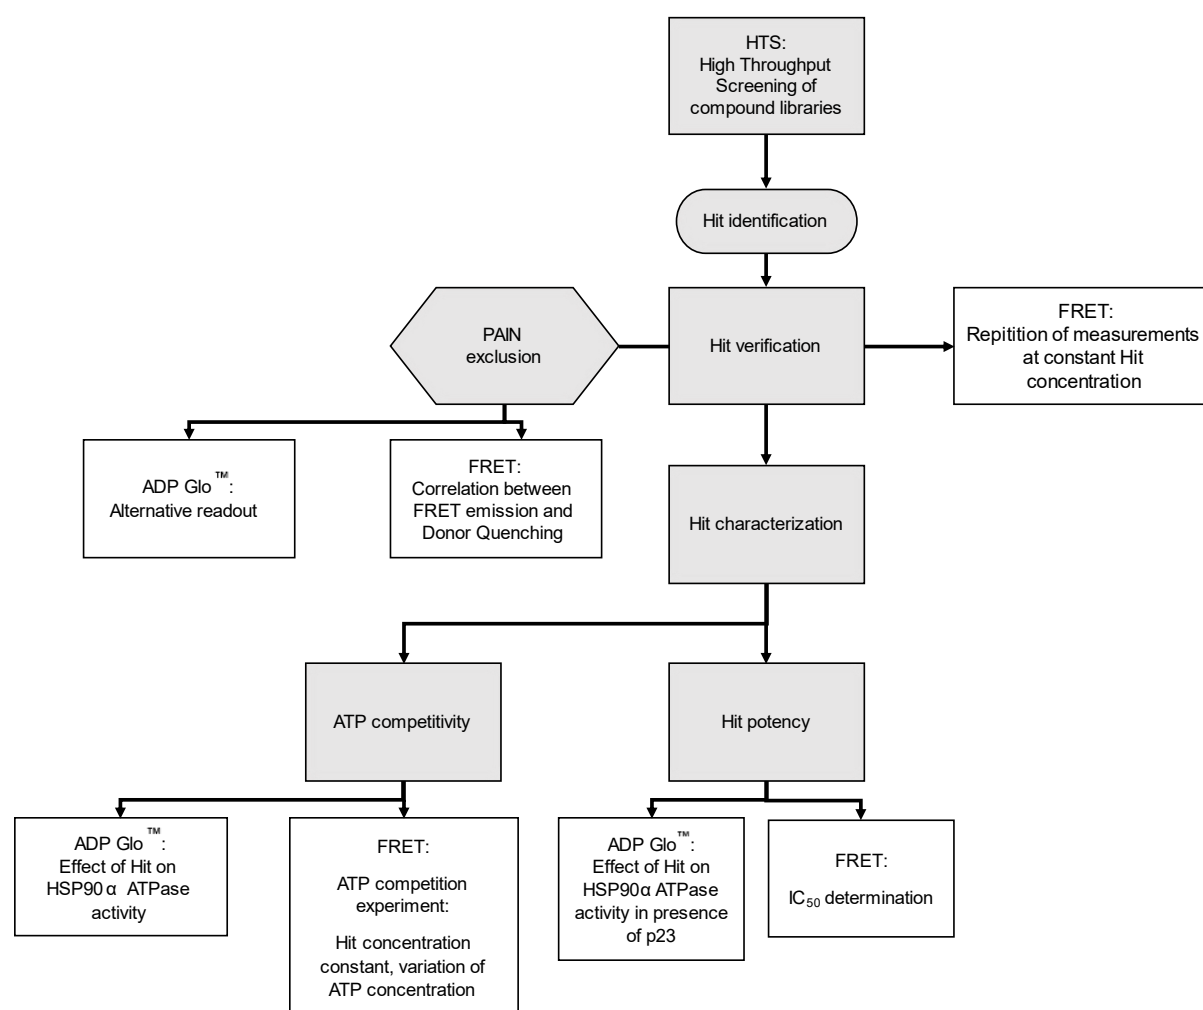 HTS:
High Throughput
Screening of
compound libraries
Hit identification
PAIN
exclusion
Hit verification
FRET:
Repitition of measurements
at constant Hit
concentration
ADP Glo™:
Alternative readout
FRET:
Correlation between
FRET emission and
Donor Quenching
Hit characterization
ATP competitivity
Hit potency
ADP Glo™:
Effect of Hit on
HSP90 α ATPase
activity
FRET:
ATP competition
experiment:
Hit concentration
constant, variation of
ATP concentration
ADP Glo™:
Effect of Hit on
HSP90α ATPase
activity in presence
of p23
FRET:
IC₅₀ determination